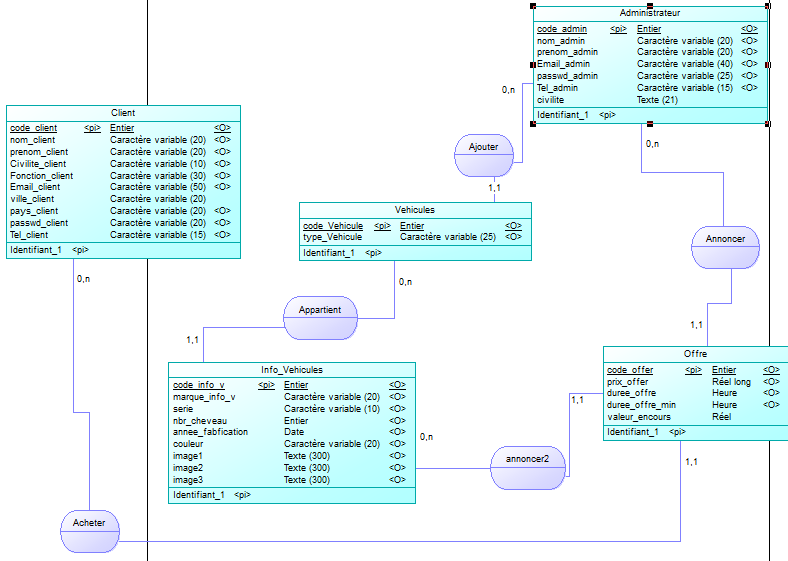 Administrateur
code_admin <pi> Entier <O>
nom_admin Caractère variable (20) <O>
prenom_admin Caractère variable (20) <O>
Email_admin Caractère variable (40) <O>
passwd_admin Caractère variable (25) <O>
Tel_admin Caractère variable (15) <O>
civilite Texte (21)
Identifiant_1 <pi>
0,n
0,n
Client
code_client <pi> Entier <O>
nom_client Caractère variable (20) <O>
prenom_client Caractère variable (20) <O>
Civilite_client Caractère variable (10) <O>
Fonction_client Caractère variable (30) <O>
Email_client Caractère variable (50) <O>
ville_client Caractère variable (20)
pays_client Caractère variable (20) <O>
passwd_client Caractère variable (20) <O>
Tel_client Caractère variable (15) <O>
Identifiant_1 <pi>
0,n
Ajouter
1,1
Vehicules
code_Vehicule <pi> Entier <O>
type_Vehicule Caractère variable (25) <O>
Identifiant_1 <pi>
0,n
Annoncer
1,1
Appartient
1,1
Info_Vehicules
code_info_v <pi> Entier <O>
marque_info_v Caractère variable (20) <O>
serie Caractère variable (10) <O>
nbr_cheveau Entier <O>
annee_fabfication Date <O>
couleur Caractère variable (20) <O>
image1 Texte (300) <O>
image2 Texte (300) <O>
image3 Texte (300) <O>
Identifiant_1 <pi>
0,n
Offre
code_offer <pi> Entier <O>
prix_offer Réel long <O>
duree_offre Heure <O>
duree_offre_min Heure <O>
valeur_encours Réel
Identifiant_1 <pi>
1,1
annoncer2
1,1
Acheter